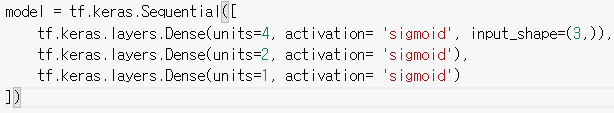 model = tf.keras.Sequential([
    tf.keras.layers.Dense(units=4, activation= 'sigmoid', input_shape=(3,)),
    tf.keras.layers.Dense(units=2, activation= 'sigmoid'),
    tf.keras.layers.Dense(units=1, activation= 'sigmoid')
])